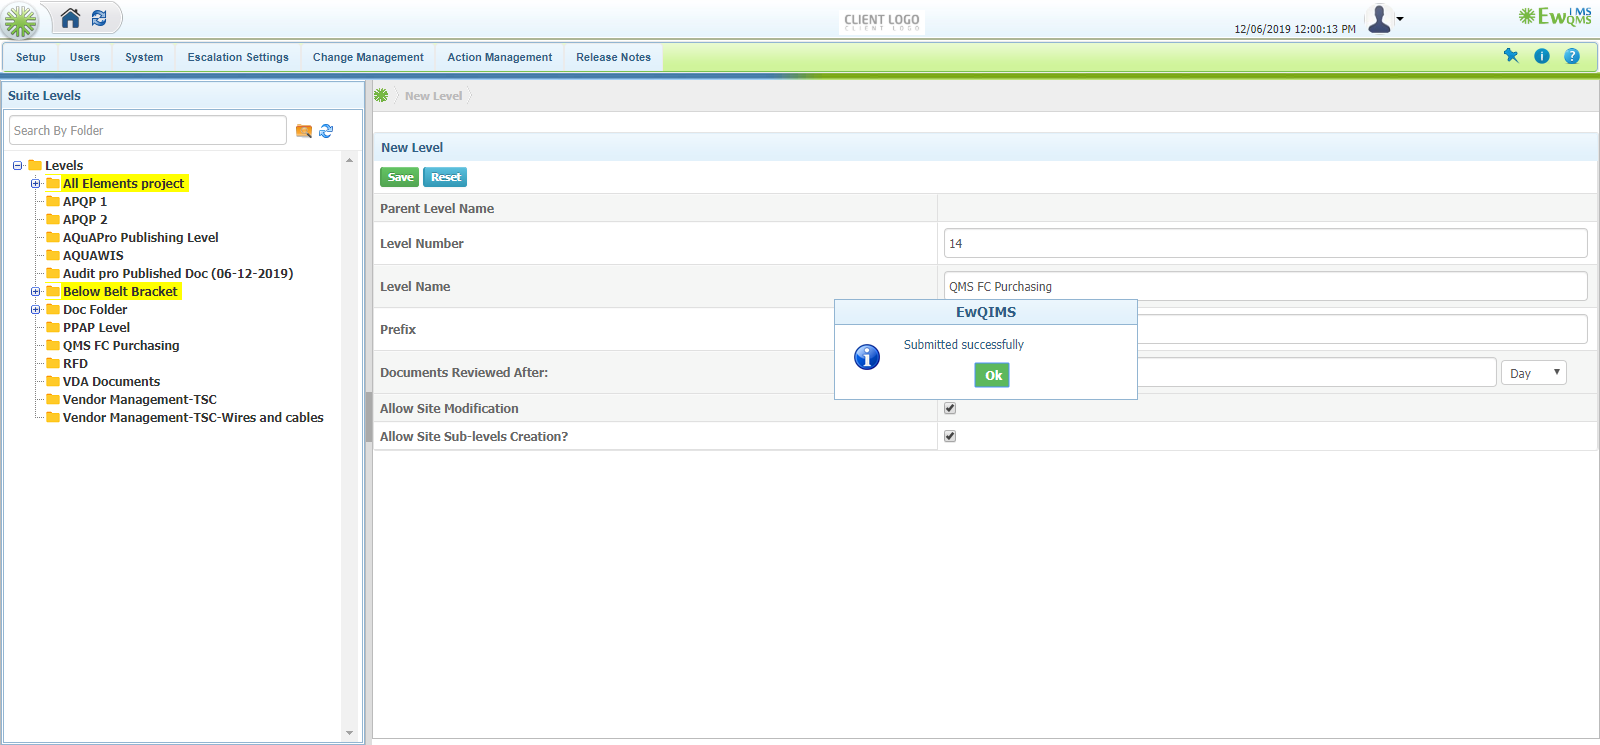 CLIENT LOGO
CLIENT LOGO
12/06/2019 12:00:13 PM
EwQIMS
QMS
Setup Users System Escalation Settings Change Management Action Management Release Notes
Suite Levels
Search By Folder
Levels
All Elements project
APQP 1
APQP 2
AQuAPro Publishing Level
AQUAWIS
Audit pro Published Doc (06-12-2019)
Below Belt Bracket
Doc Folder
PPAP Level
QMS FC Purchasing
RFD
VDA Documents
Vendor Management-TSC
Vendor Management-TSC-Wires and cables
New Level
New Level
Save Reset
Parent Level Name
Level Number 14
Level Name QMS FC Purchasing
Prefix
Documents Reviewed After: Day
Allow Site Modification
Allow Site Sub-levels Creation?
EwQIMS
Submitted successfully
Ok